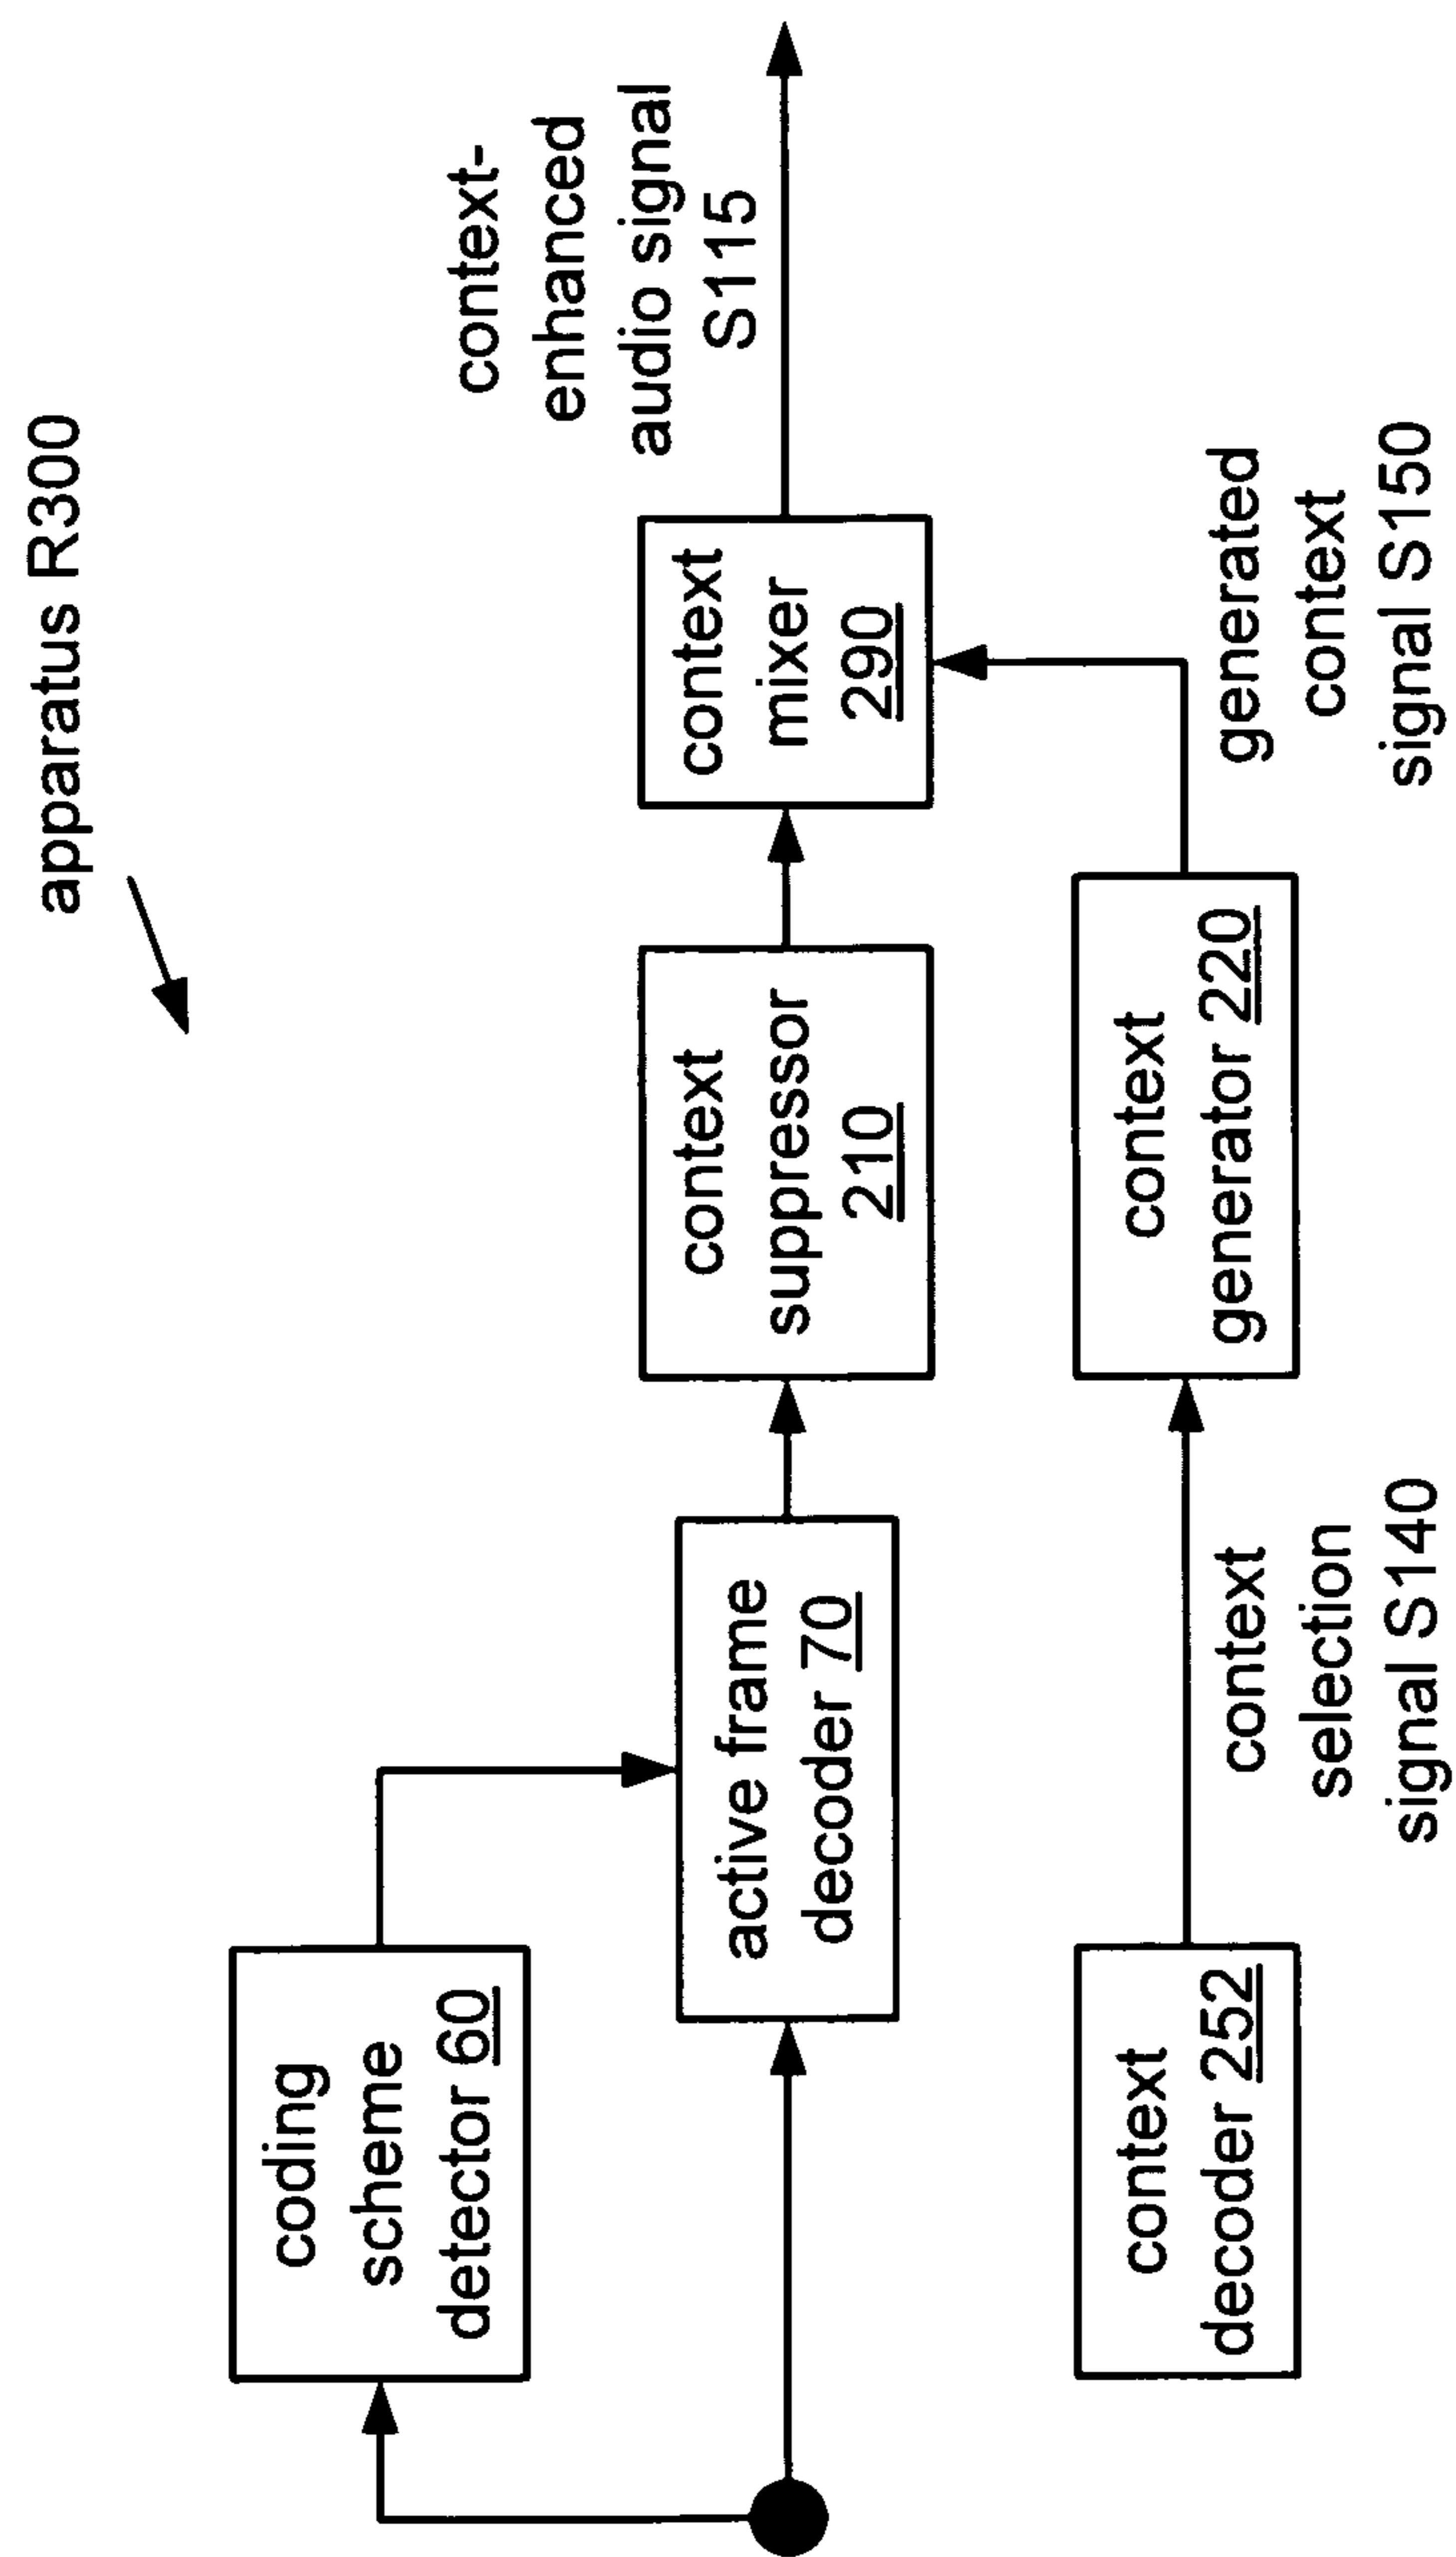 apparatus R300
coding
scheme
detector 60
active frame
decoder 70
context
suppressor
210
context
mixer
290
context-
enhanced
audio signal
S115
context
decoder 252
context
selection
signal S140
context
generator 220
generated
context
signal S150